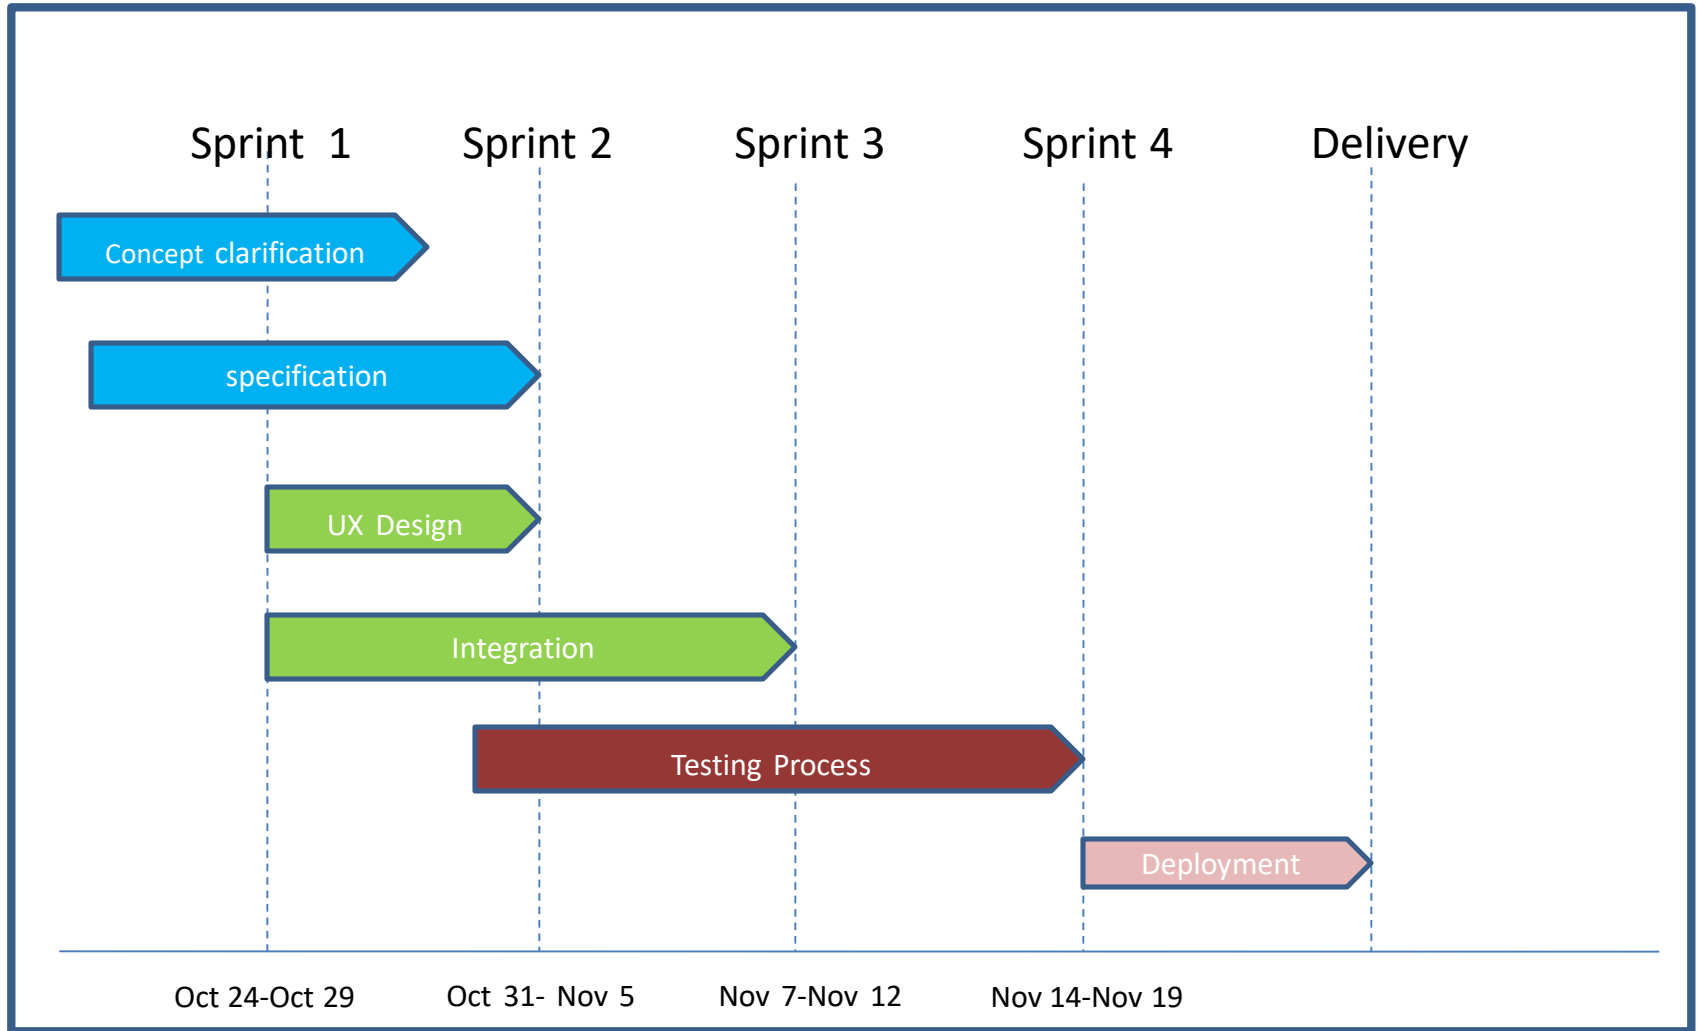 Sprint 1
Sprint 2
Sprint 3
Sprint 4
Delivery
Concept clarification
specification
UX Design
Integration
Testing Process
Deployment
Oct 24-Oct 29
Oct 31- Nov 5
Nov 7-Nov 12
Nov 14-Nov 19